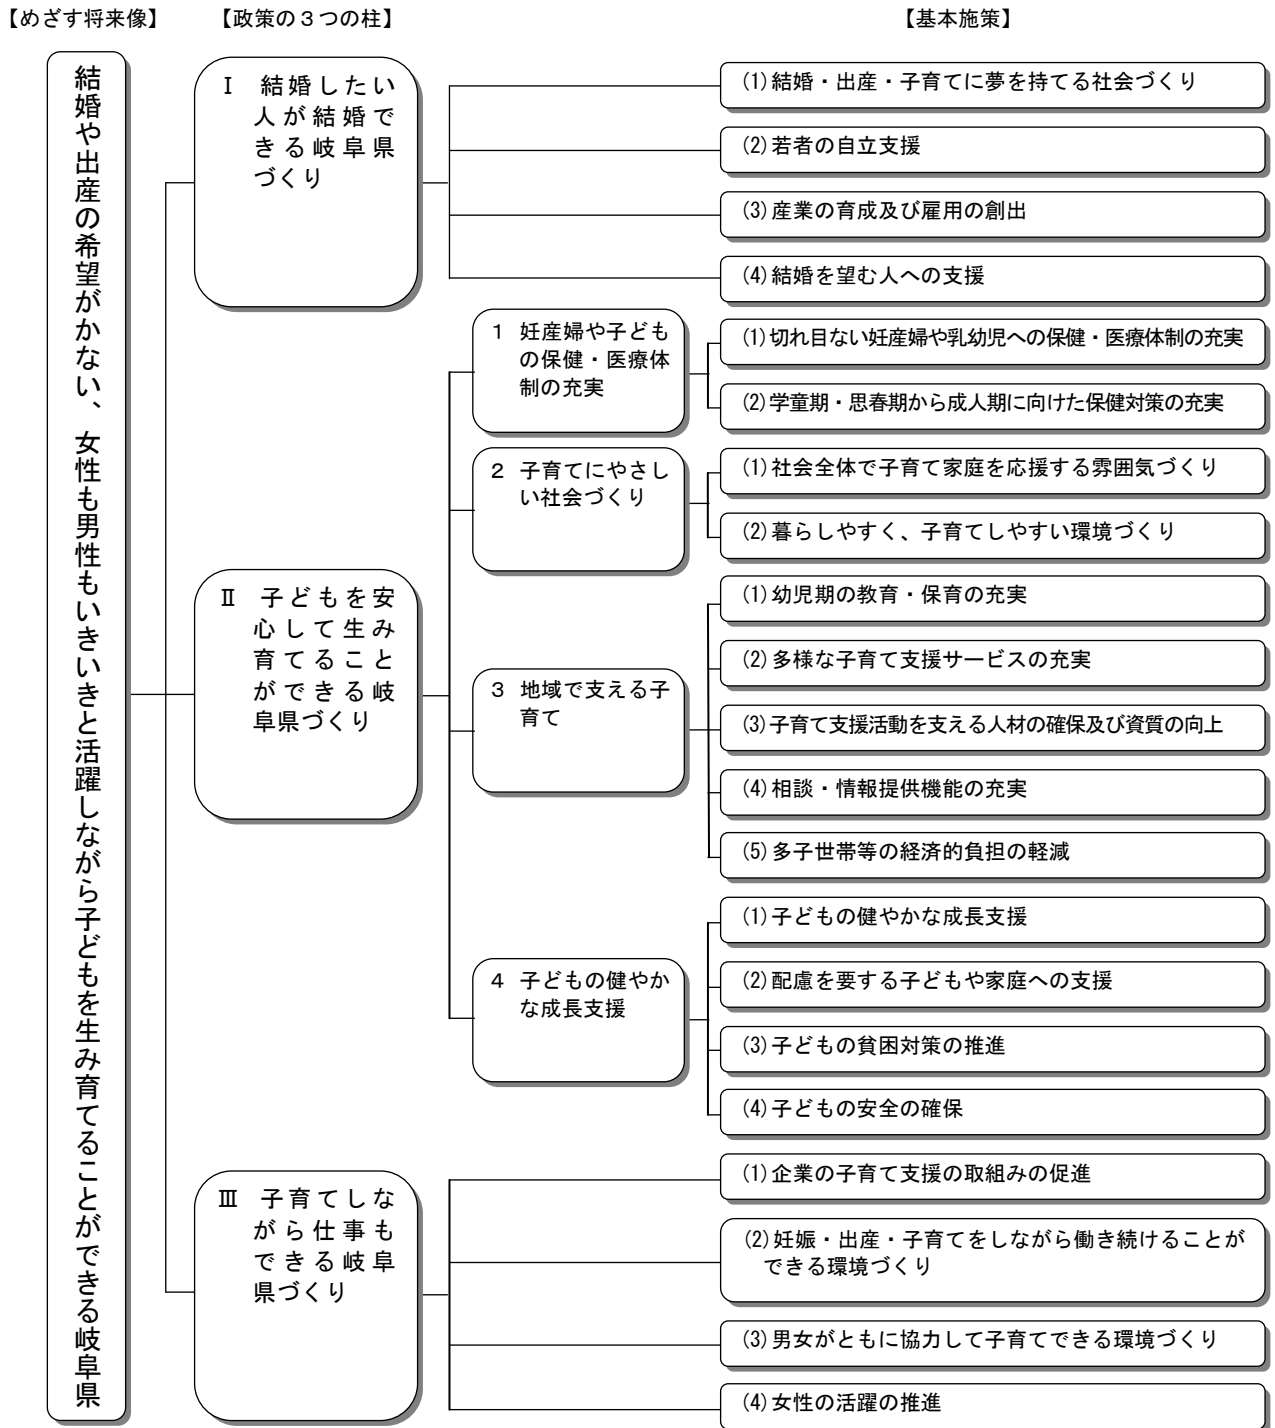 【めざす将来像】
【政策の３つの柱】
【基本施策】
結婚や出産の希望がかない、女性も男性もいきいきと活躍しながら子どもを生み育てることができる岐阜県
Ⅰ 結婚したい
人が結婚で
きる岐阜県
づくり
(1)結婚・出産・子育てに夢を持てる社会づくり
(2)若者の自立支援
(3)産業の育成及び雇用の創出
(4)結婚を望む人への支援
Ⅱ 子どもを安
心して生み
育てること
ができる岐
阜県づくり
１ 妊産婦や子ども
の保健・医療体
制の充実
(1)切れ目ない妊産婦や乳幼児への保健・医療体制の充実
(2)学童期・思春期から成人期に向けた保健対策の充実
２ 子育てにやさし
い社会づくり
(1)社会全体で子育て家庭を応援する雰囲気づくり
(2)暮らしやすく、子育てしやすい環境づくり
３ 地域で支える子
育て
(1)幼児期の教育・保育の充実
(2)多様な子育て支援サービスの充実
(3)子育て支援活動を支える人材の確保及び資質の向上
(4)相談・情報提供機能の充実
(5)多子世帯等の経済的負担の軽減
４ 子どもの健やか
な成長支援
(1)子どもの健やかな成長支援
(2)配慮を要する子どもや家庭への支援
(3)子どもの貧困対策の推進
(4)子どもの安全の確保
Ⅲ 子育てしな
がら仕事も
できる岐阜
県づくり
(1)企業の子育て支援の取組みの促進
(2)妊娠・出産・子育てをしながら働き続けることが
できる環境づくり
(3)男女がともに協力して子育てできる環境づくり
(4)女性の活躍の推進